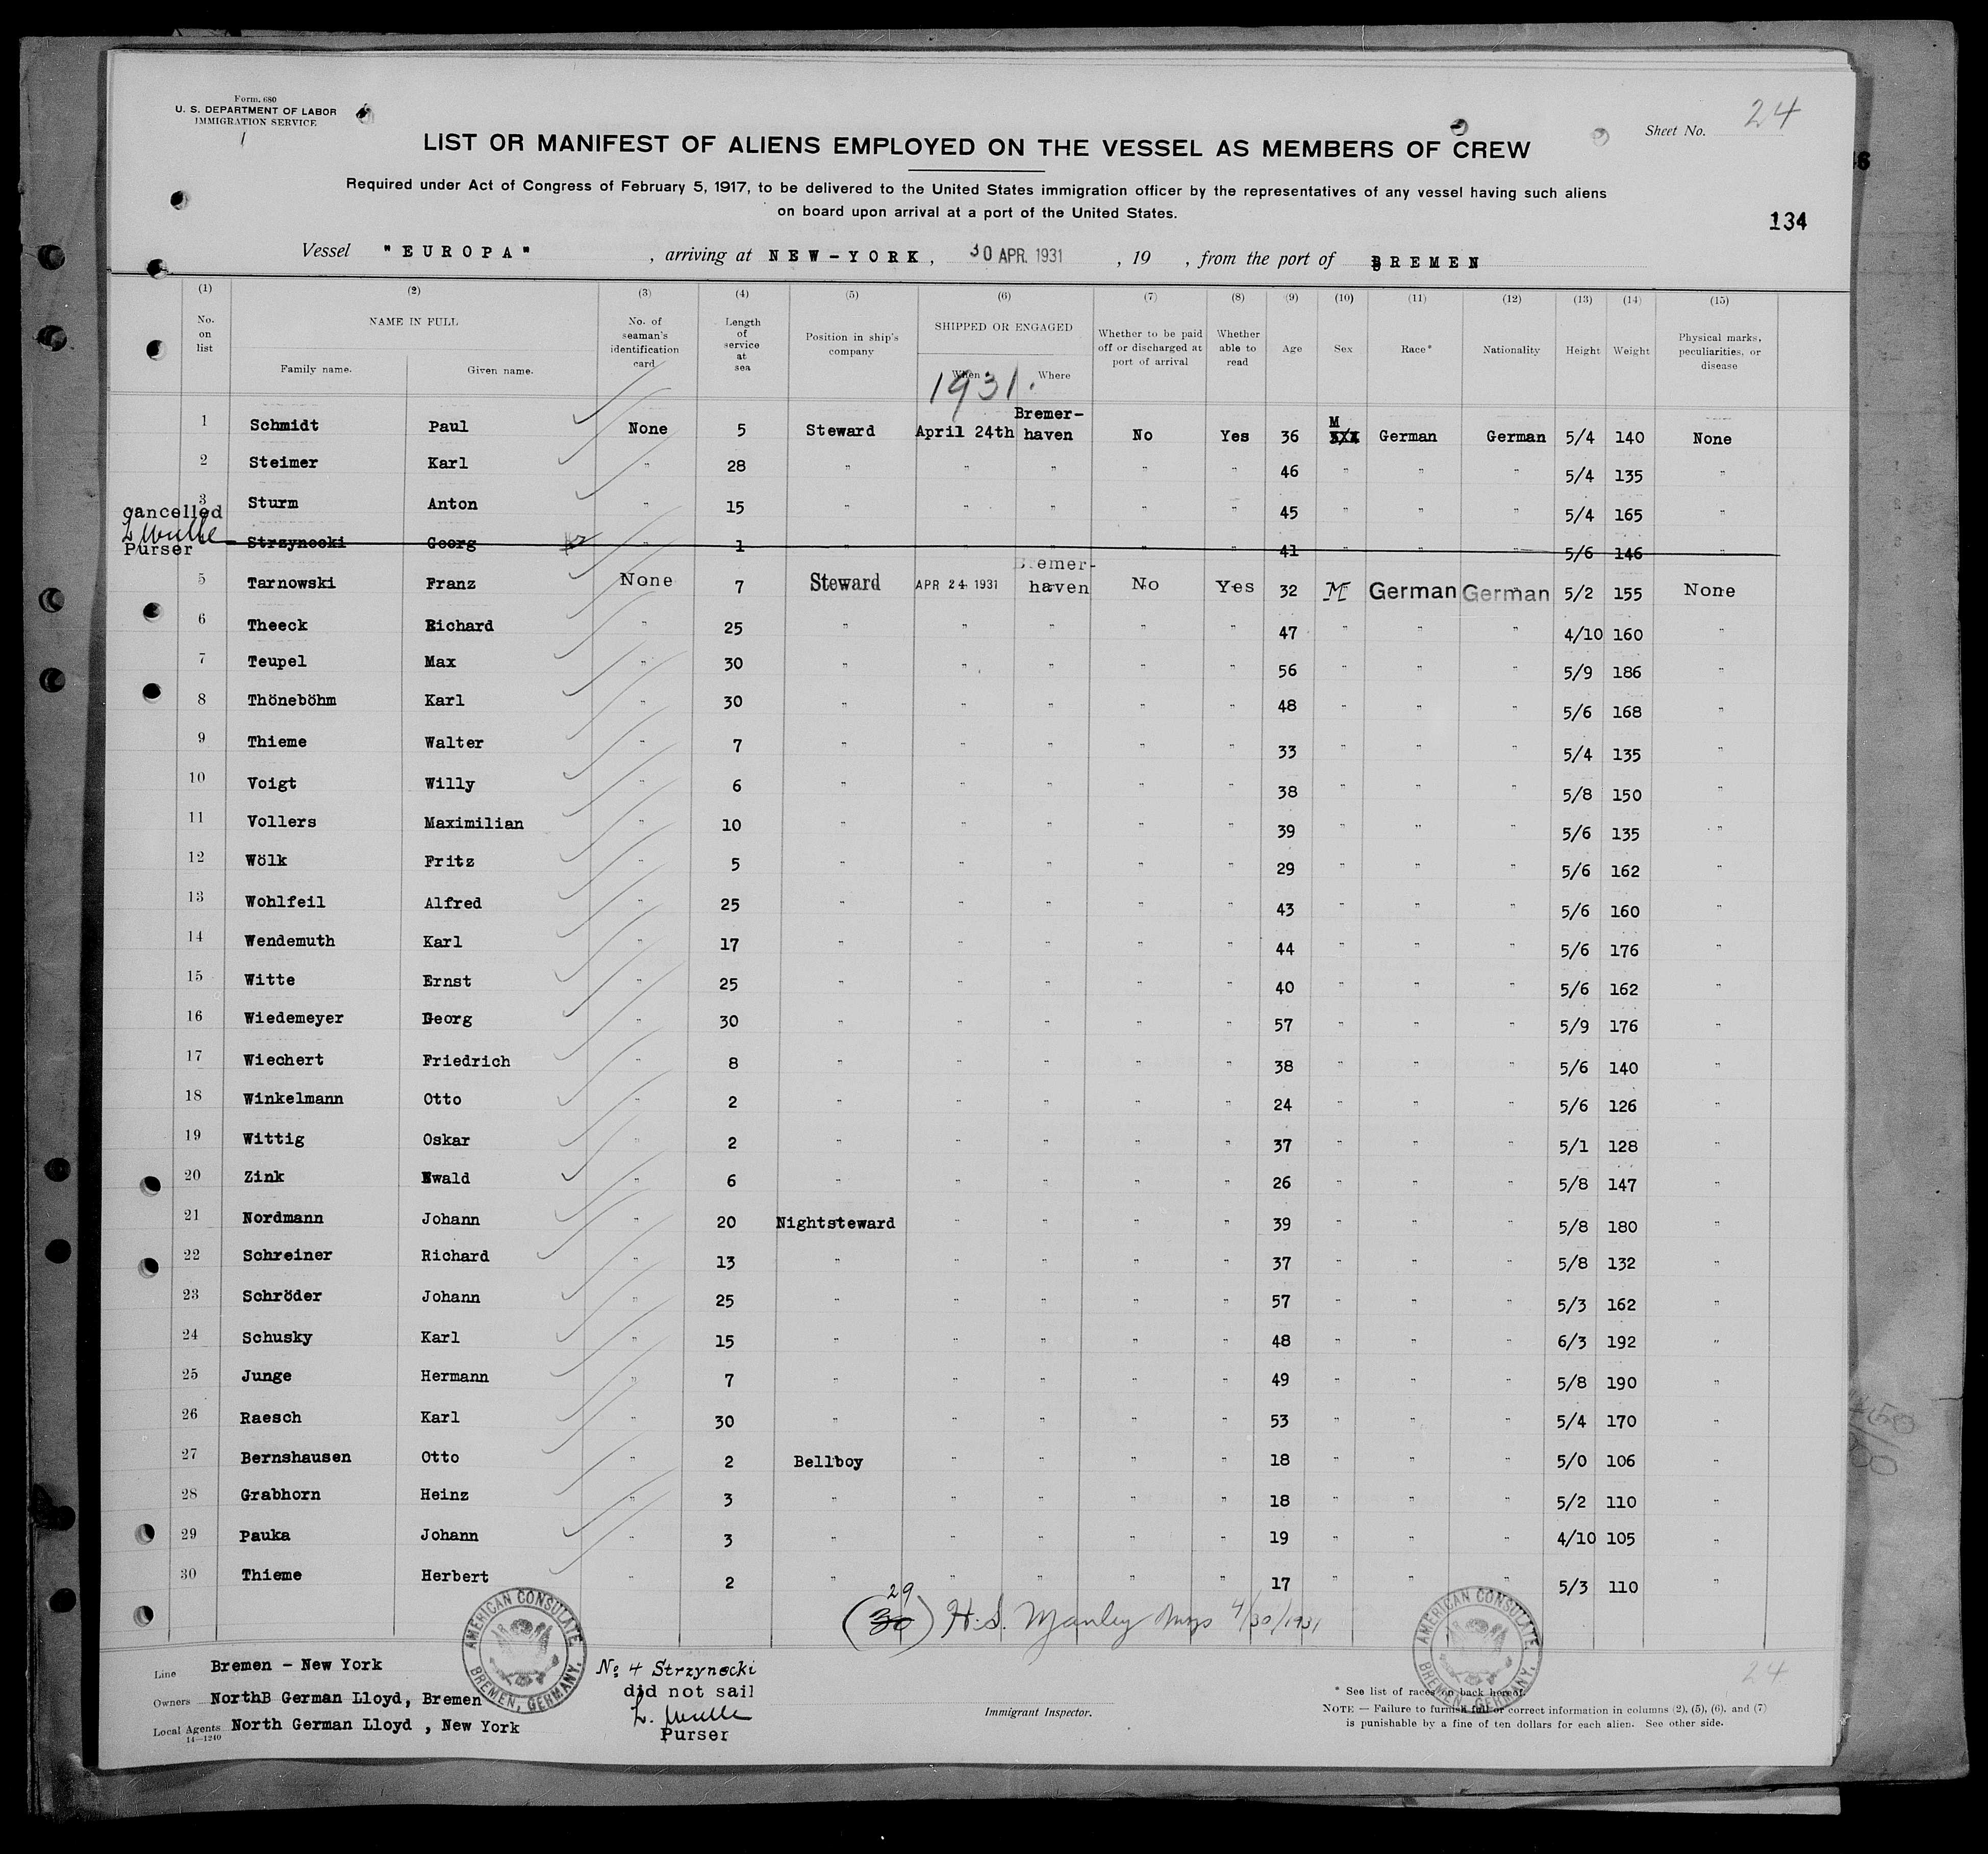 Form. 680
U. S. DEPARTMENT OF LABOR
IMMIGRATION SERVICE
Sheet No. 24
LIST OR MANIFEST OF ALIENS EMPLOYED ON THE VESSEL AS MEMBERS OF CREW
Required under Act of Congress of February 5, 1917, to be delivered to the United States immigration officer by the representatives of any vessel having such aliens
on board upon arrival at a port of the United States.
134
Vessel "EUROPA", arriving at NEW-YORK, 30 APR. 1931, 19 , from the port of BREMEN
(1) (2) (3) (4) (5) (6) (7) (8) (9) (10) (11) (12) (13) (14) (15)
No. on list NAME IN FULL Family name. Given name. No. of seaman's identification card Length of service at sea Position in ship's company SHIPPED OR ENGAGED When Where Whether to be paid off or discharged at port of arrival Whether able to read Age Sex Race* Nationality Height Weight Physical marks, peculiarities, or disease
1931.
1 Schmidt Paul None 5 Steward April 24th Bremer-haven No Yes 36 M German German 5/4 140 None
2 Steimer Karl " 28 " " " " " 46 " " " 5/4 135 "
3 Sturm Anton " 15 " " " " " 45 " " " 5/4 165 "
cancelled
Purser
Strzynecki Georg " 1 " " " " " 41 " " " 5/6 146 "
5 Tarnowski Franz None 7 Steward APR 24 1931 Bremer-haven No Yes 32 M German German 5/2 155 None
6 Theeck Richard " 25 " " " " " 47 " " " 4/10 160 "
7 Teupel Max " 30 " " " " " 56 " " " 5/9 186 "
8 Thöneböhm Karl " 30 " " " " " 48 " " " 5/6 168 "
9 Thieme Walter " 7 " " " " " 33 " " " 5/4 135 "
10 Voigt Willy " 6 " " " " " 38 " " " 5/8 150 "
11 Vollers Maximilian " 10 " " " " " 39 " " " 5/6 135 "
12 Wölk Fritz " 5 " " " " " 29 " " " 5/6 162 "
13 Wohlfeil Alfred " 25 " " " " " 43 " " " 5/6 160 "
14 Wendemuth Karl " 17 " " " " " 44 " " " 5/6 176 "
15 Witte Ernst " 25 " " " " " 40 " " " 5/6 162 "
16 Wiedemeyer Georg " 30 " " " " " 57 " " " 5/9 176 "
17 Wiechert Friedrich " 8 " " " " " 38 " " " 5/6 140 "
18 Winkelmann Otto " 2 " " " " " 24 " " " 5/6 126 "
19 Wittig Oskar " 2 " " " " " 37 " " " 5/1 128 "
20 Zink Ewald " 6 " " " " " 26 " " " 5/8 147 "
21 Nordmann Johann " 20 Nightsteward " " " " 39 " " " 5/8 180 "
22 Schreiner Richard " 13 " " " " " 37 " " " 5/8 132 "
23 Schröder Johann " 25 " " " " " 57 " " " 5/3 162 "
24 Schusky Karl " 15 " " " " " 48 " " " 6/3 192 "
25 Junge Hermann " 7 " " " " " 49 " " " 5/8 190 "
26 Raesch Karl " 30 " " " " " 53 " " " 5/4 170 "
27 Bernshausen Otto " 2 Bellboy " " " " 18 " " " 5/0 106 "
28 Grabhorn Heinz " 3 " " " " " 18 " " " 5/2 110 "
29 Pauka Johann " 3 " " " " " 19 " " " 4/10 105 "
30 Thieme Herbert " 2 " " " " " 17 " " " 5/3 110 "
29
(30) H.S. Manley 4/30/1931
AMERICAN CONSULATE BREMEN, GERMANY.
AMERICAN CONSULATE BREMEN, GERMANY.
Line Bremen - New York
Owners NorthB German Lloyd, Bremen
Local Agents North German Lloyd , New York
14—1240
No 4 Strzynecki
did not sail
Purser
Immigrant Inspector.
24
* See list of races on back hereof.
NOTE — Failure to furnish full or correct information in columns (2), (5), (6), and (7)
is punishable by a fine of ten dollars for each alien. See other side.